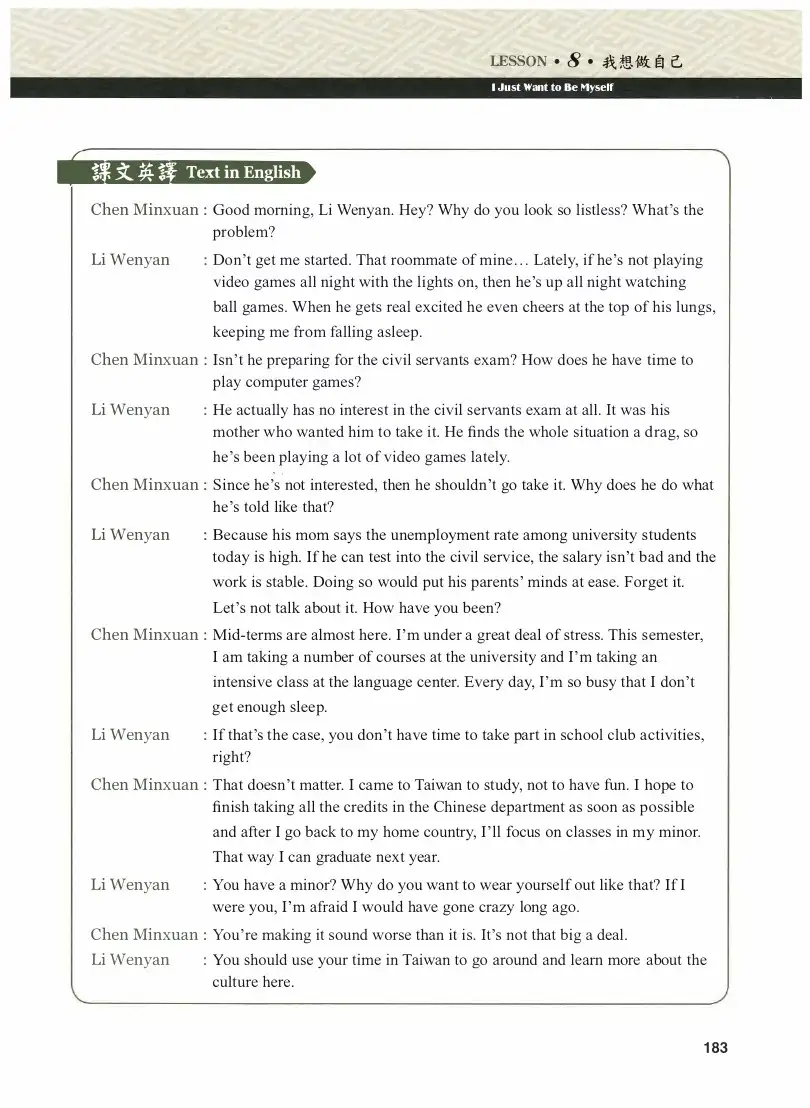 LESSON • 8 • 我想做自己
I Just Want to Be Myself
課文英譯 Text in English
Chen Minxuan : Good morning, Li Wenyan. Hey? Why do you look so listless? What's the
problem?
Li Wenyan : Don't get me started. That roommate of mine… Lately, if he's not playing
video games all night with the lights on, then he's up all night watching
ball games. When he gets real excited he even cheers at the top of his lungs,
keeping me from falling asleep.
Chen Minxuan : Isn't he preparing for the civil servants exam? How does he have time to
play computer games?
Li Wenyan : He actually has no interest in the civil servants exam at all. It was his
mother who wanted him to take it. He finds the whole situation a drag, so
he's been playing a lot of video games lately.
Chen Minxuan : Since he's not interested, then he shouldn't go take it. Why does he do what
he's told like that?
Li Wenyan : Because his mom says the unemployment rate among university students
today is high. If he can test into the civil service, the salary isn't bad and the
work is stable. Doing so would put his parents' minds at ease. Forget it.
Let's not talk about it. How have you been?
Chen Minxuan : Mid-terms are almost here. I'm under a great deal of stress. This semester,
I am taking a number of courses at the university and I'm taking an
intensive class at the language center. Every day, I'm so busy that I don't
get enough sleep.
Li Wenyan : If that's the case, you don't have time to take part in school club activities,
right?
Chen Minxuan : That doesn't matter. I came to Taiwan to study, not to have fun. I hope to
finish taking all the credits in the Chinese department as soon as possible
and after I go back to my home country, I'll focus on classes in my minor.
That way I can graduate next year.
Li Wenyan : You have a minor? Why do you want to wear yourself out like that? If I
were you, I'm afraid I would have gone crazy long ago.
Chen Minxuan : You're making it sound worse than it is. It's not that big a deal.
Li Wenyan : You should use your time in Taiwan to go around and learn more about the
culture here.
183